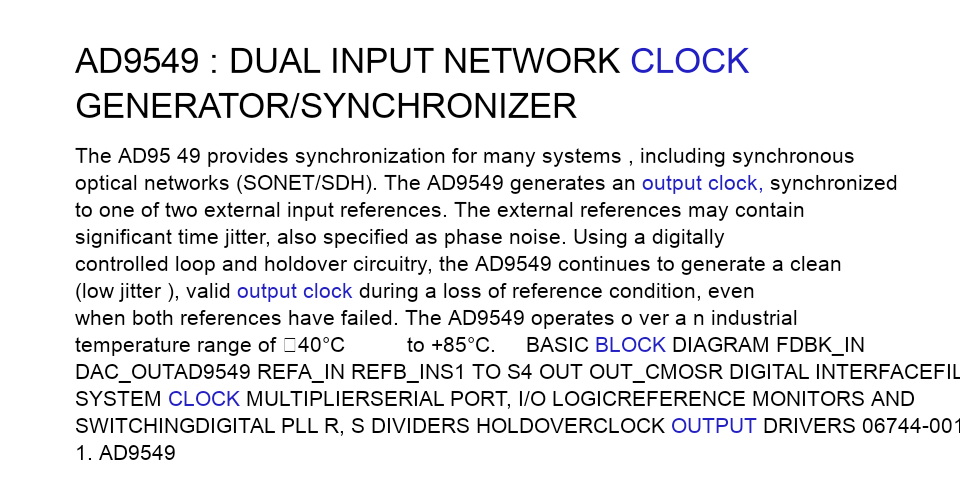 AD9549 : DUAL INPUT NETWORK CLOCK
GENERATOR/SYNCHRONIZER
The AD95 49 provides synchronization for many systems , including synchronous
optical networks (SONET/SDH). The AD9549 generates an output clock, synchronized
to one of two external input references. The external references may contain
significant time jitter, also specified as phase noise. Using a digitally
controlled loop and holdover circuitry, the AD9549 continues to generate a clean
(low jitter ), valid output clock during a loss of reference condition, even
when both references have failed. The AD9549 operates o ver a n industrial
temperature range of □40°C to +85°C. BASIC BLOCK DIAGRAM FDBK_IN
DAC_OUTAD9549 REFA_IN REFB_INS1 TO S4 OUT OUT_CMOSR DIGITAL INTERFACEFIL
SYSTEM CLOCK MULTIPLIERSERIAL PORT, I/O LOGICREFERENCE MONITORS AND
SWITCHINGDIGITAL PLL R, S DIVIDERS HOLDOVERCLOCK OUTPUT DRIVERS 06744-001
1. AD9549